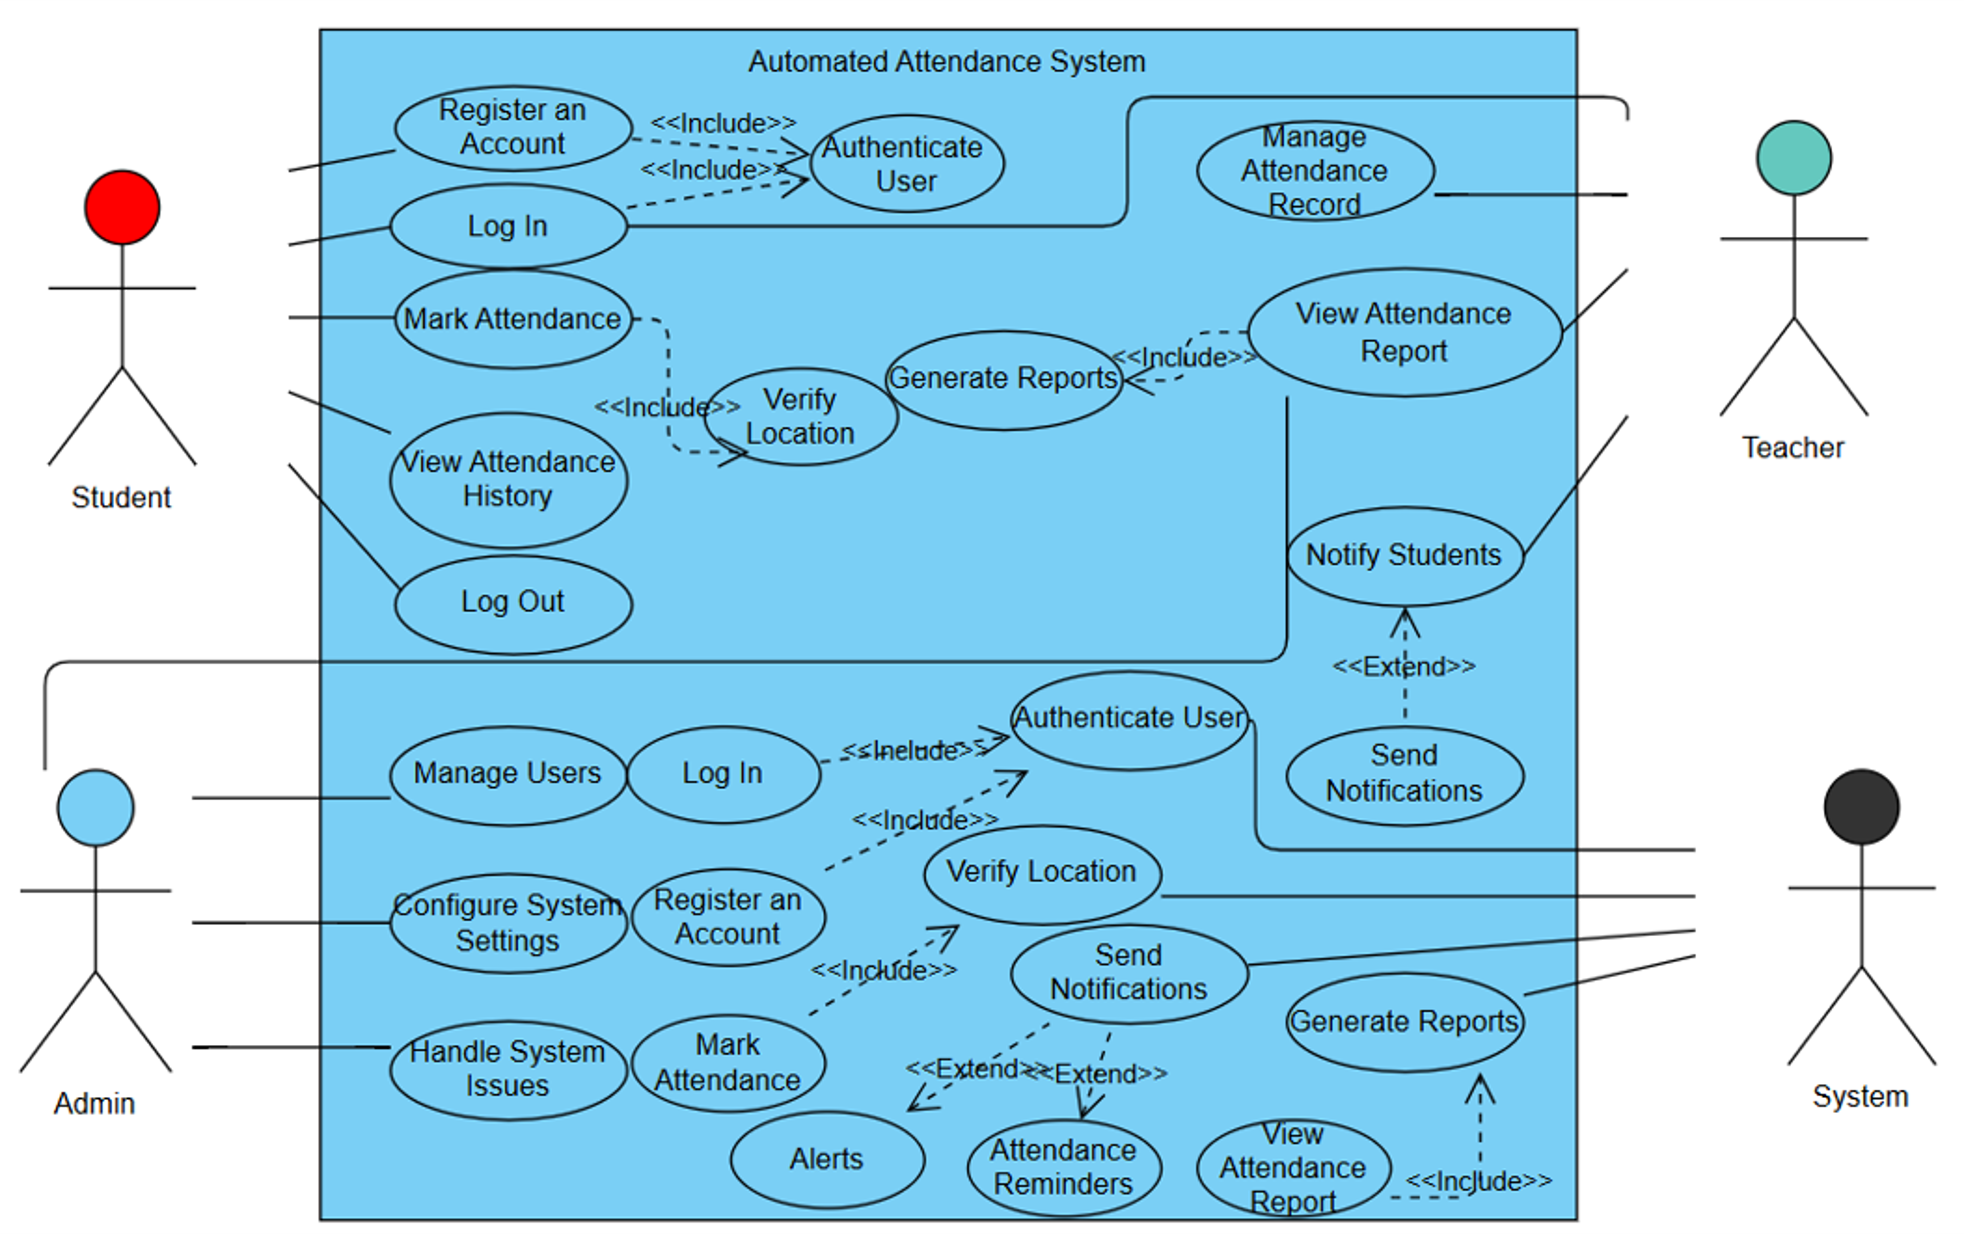 Automated Attendance System
Register an
Account
<<Include>>
Authenticate
User
<<Include>>
Log In
Manage
Attendance
Record
Mark Attendance
View Attendance
Report
<<Include>>
Generate Reports
<<Include>>
Verify
Location
View Attendance
History
Log Out
Student
Teacher
Notify Students
<<Extend>>
Send
Notifications
Authenticate User
Manage Users
Log In
<<Include>>
<<Include>>
Verify Location
Configure System
Settings
Register an
Account
<<Include>>
Send
Notifications
Generate Reports
Handle System
Issues
Mark
Attendance
<<Extend>>
<<Extend>>
Alerts
Attendance
Reminders
View
Attendance
Report
<<Include>>
Admin
System